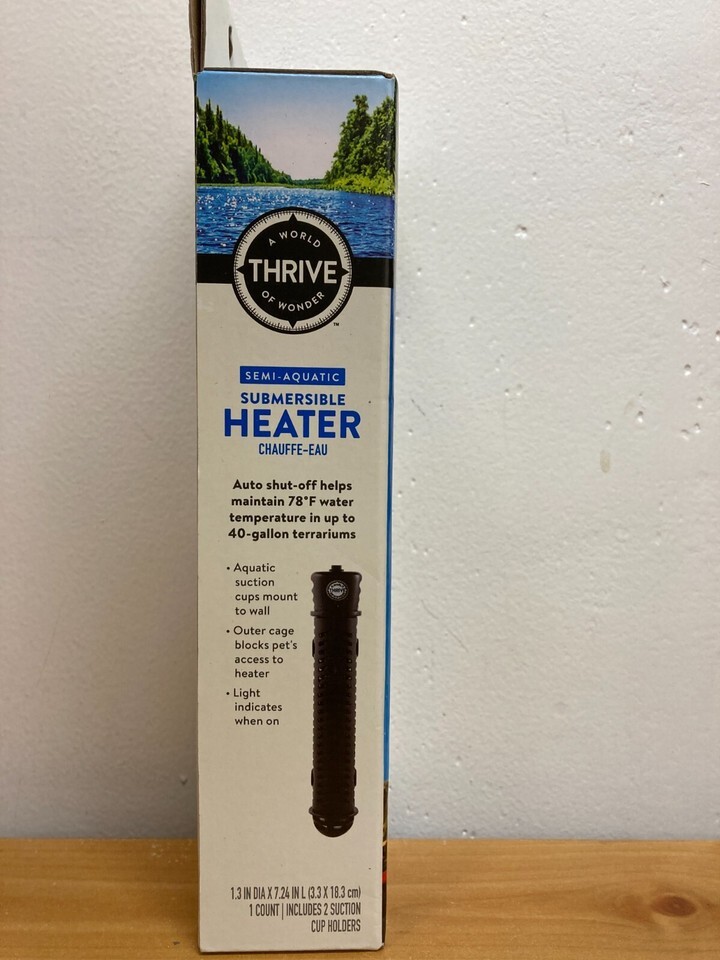 A WORLD
THRIVE
OF WONDER
™
SEMI-AQUATIC
SUBMERSIBLE
HEATER
CHAUFFE-EAU
Auto shut-off helps
maintain 78°F water
temperature in up to
40-gallon terrariums
• Aquatic
suction
cups mount
to wall
• Outer cage
blocks pet's
access to
heater
• Light
indicates
when on
1.3 IN DIA X 7.24 IN L (3.3 X 18.3 cm)
1 COUNT | INCLUDES 2 SUCTION
CUP HOLDERS